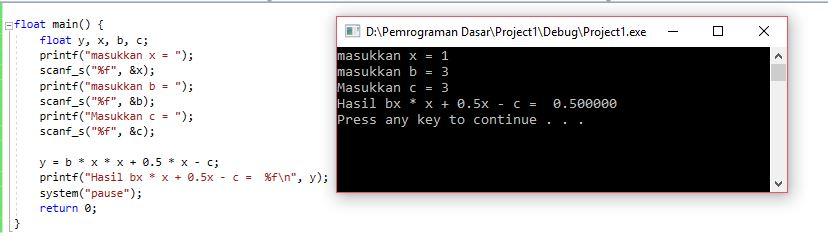 float main() {
float y, x, b, c;
printf("masukkan x = ");
scanf_s("%f", &x);
printf("masukkan b = ");
scanf_s("%f", &b);
printf("Masukkan c = ");
scanf_s("%f", &c);
y = b * x * x + 0.5 * x - c;
printf("Hasil bx * x + 0.5x - c =  %f\n", y);
system("pause");
return 0;
}
D:\Pemrograman Dasar\Project1\Debug\Project1.exe
masukkan x = 1
masukkan b = 3
Masukkan c = 3
Hasil bx * x + 0.5x - c =  0.500000
Press any key to continue . . .